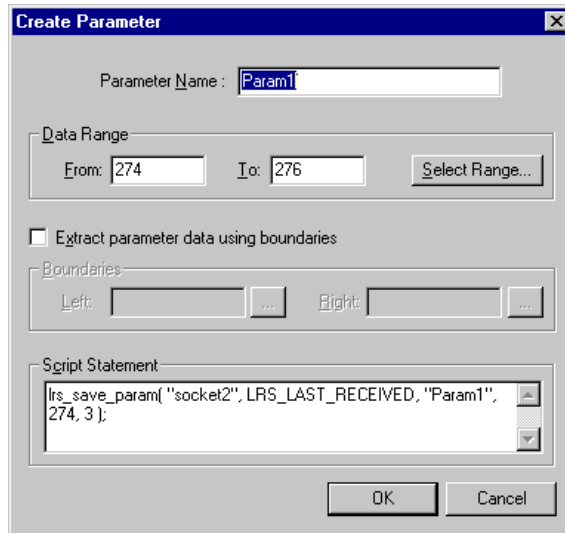 Create Parameter
Parameter Name : Param1
Data Range
From: 274 To: 276 Select Range...
Extract parameter data using boundaries
Boundaries
Left: ... Right: ...
Script Statement
lrs_save_param( "socket2", LRS_LAST_RECEIVED, "Param1",
274, 3 );
OK Cancel